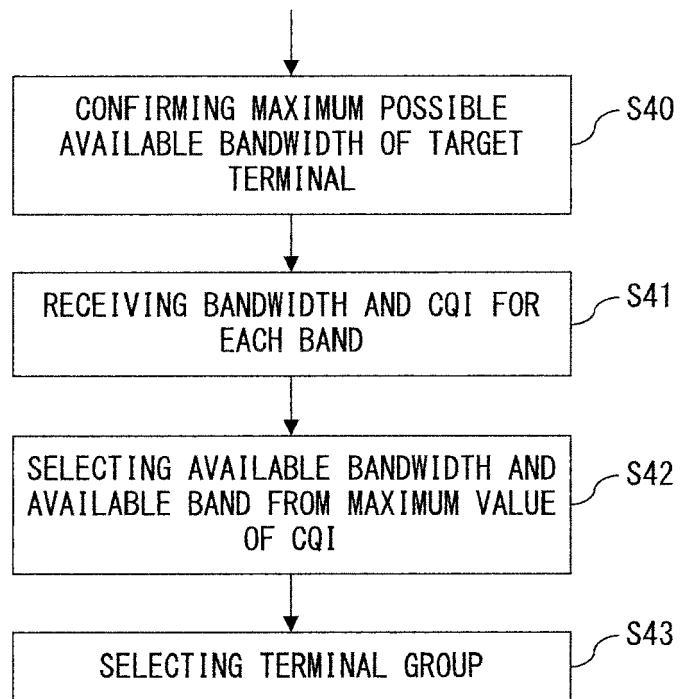 CONFIRMING MAXIMUM POSSIBLE
AVAILABLE BANDWIDTH OF TARGET
TERMINAL
S40
RECEIVING BANDWIDTH AND CQI FOR
EACH BAND
S41
SELECTING AVAILABLE BANDWIDTH AND
AVAILABLE BAND FROM MAXIMUM VALUE
OF CQI
S42
SELECTING TERMINAL GROUP
S43